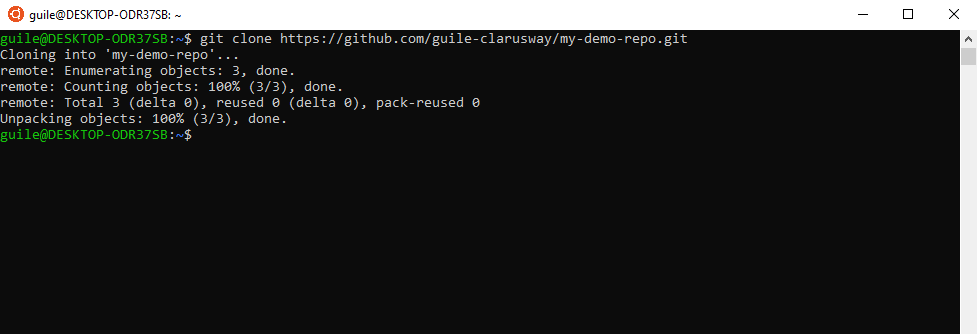 guile@DESKTOP-ODR37SB: ~
guile@DESKTOP-ODR37SB:~$ git clone https://github.com/guile-clarusway/my-demo-repo.git
Cloning into 'my-demo-repo'...
remote: Enumerating objects: 3, done.
remote: Counting objects: 100% (3/3), done.
remote: Total 3 (delta 0), reused 0 (delta 0), pack-reused 0
Unpacking objects: 100% (3/3), done.
guile@DESKTOP-ODR37SB:~$